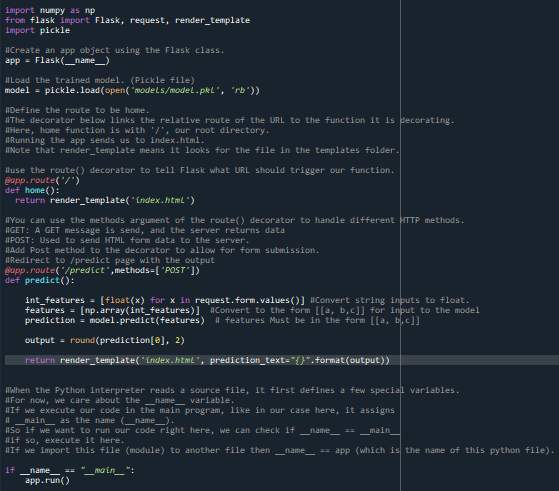 import numpy as np
from flask import Flask, request, render_template
import pickle
#Create an app object using the Flask class.
app = Flask(__name__)
#Load the trained model. (Pickle file)
model = pickle.load(open('models/model.pkl', 'rb'))
#Define the route to be home.
#The decorator below links the relative route of the URL to the function it is decorating.
#Here, home function is with '/', our root directory.
#Running the app sends us to index.html.
#Note that render_template means it looks for the file in the templates folder.
#use the route() decorator to tell Flask what URL should trigger our function.
@app.route('/')
def home():
return render_template('index.html')
#You can use the methods argument of the route() decorator to handle different HTTP methods.
#GET: A GET message is send, and the server returns data
#POST: Used to send HTML form data to the server.
#Add Post method to the decorator to allow for form submission.
#Redirect to /predict page with the output
@app.route('/predict',methods=['POST'])
def predict():
int_features = [float(x) for x in request.form.values()] #Convert string inputs to float.
features = [np.array(int_features)] #Convert to the form [[a, b,c]] for input to the model
prediction = model.predict(features) # features Must be in the form [[a, b,c]]
output = round(prediction[0], 2)
return render_template('index.html', prediction_text="{}".format(output))
#When the Python interpreter reads a source file, it first defines a few special variables.
#For now, we care about the __name__ variable.
#If we execute our code in the main program, like in our case here, it assigns
# __main__ as the name (__name__).
#So if we want to run our code right here, we can check if __name__ == __main__
#if so, execute it here.
#If we import this file (module) to another file then __name__ == app (which is the name of this python file).
if __name__ == "__main__":
app.run()